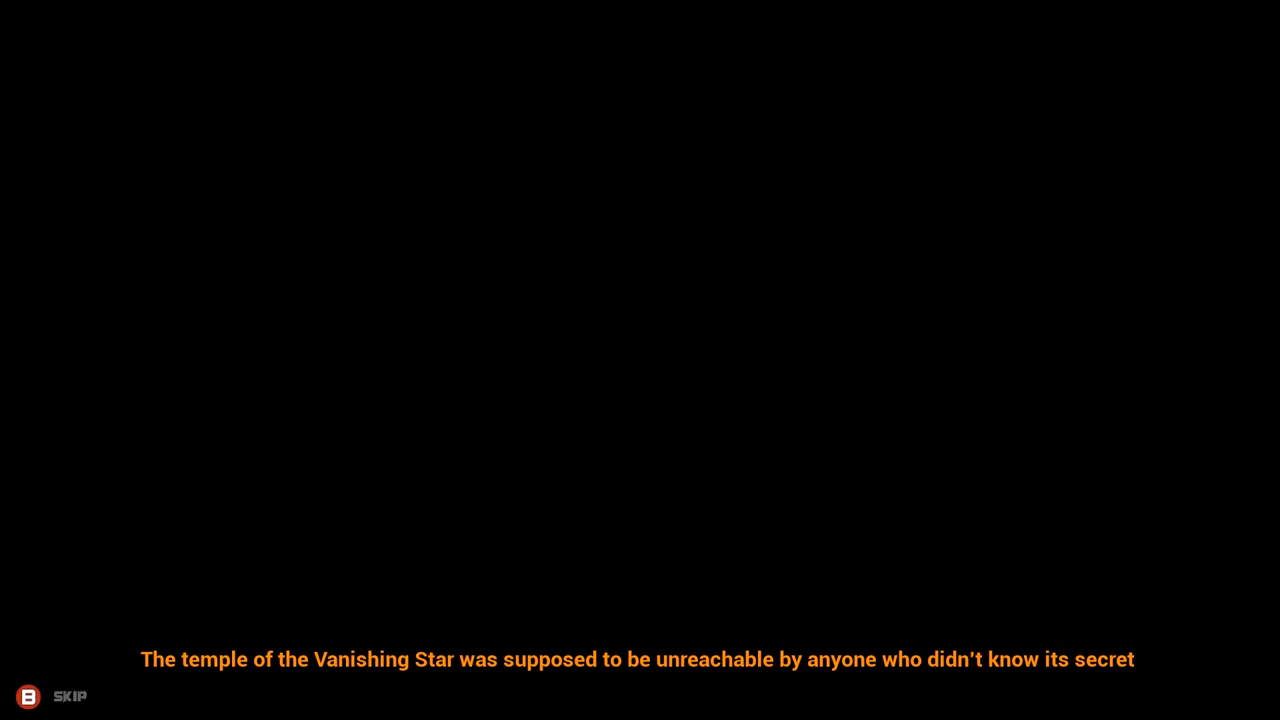 The temple of the Vanishing Star was supposed to be unreachable by anyone who didn't know its secret
B SKIP